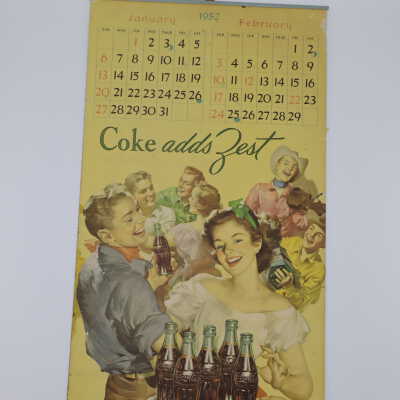 January 1952 February
1 2 3 4 5 1 2
6 7 8 9 10 11 12 3 4 5 6 7 8 9
13 14 15 16 17 18 19 10 11 12 13 14 15 16
20 21 22 23 24 25 26 17 18 19 20 21 22 23
27 28 29 30 31 24 25 26 27 28 29
Coke adds Zest